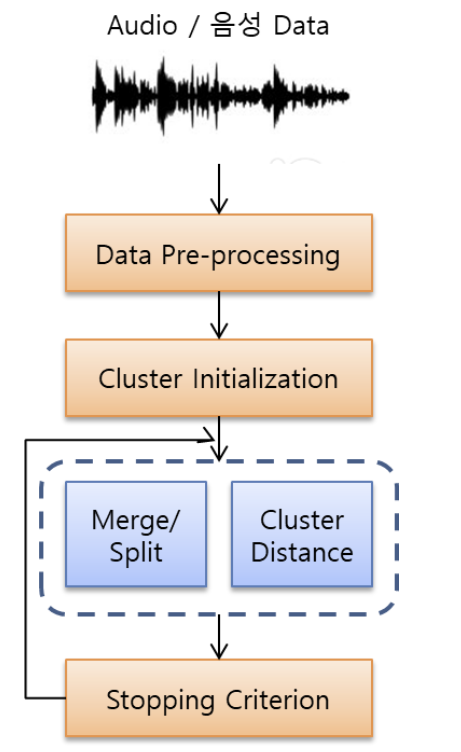 Audio / 음성 Data
Data Pre-processing
Cluster Initialization
Merge/
Split
Cluster
Distance
Stopping Criterion